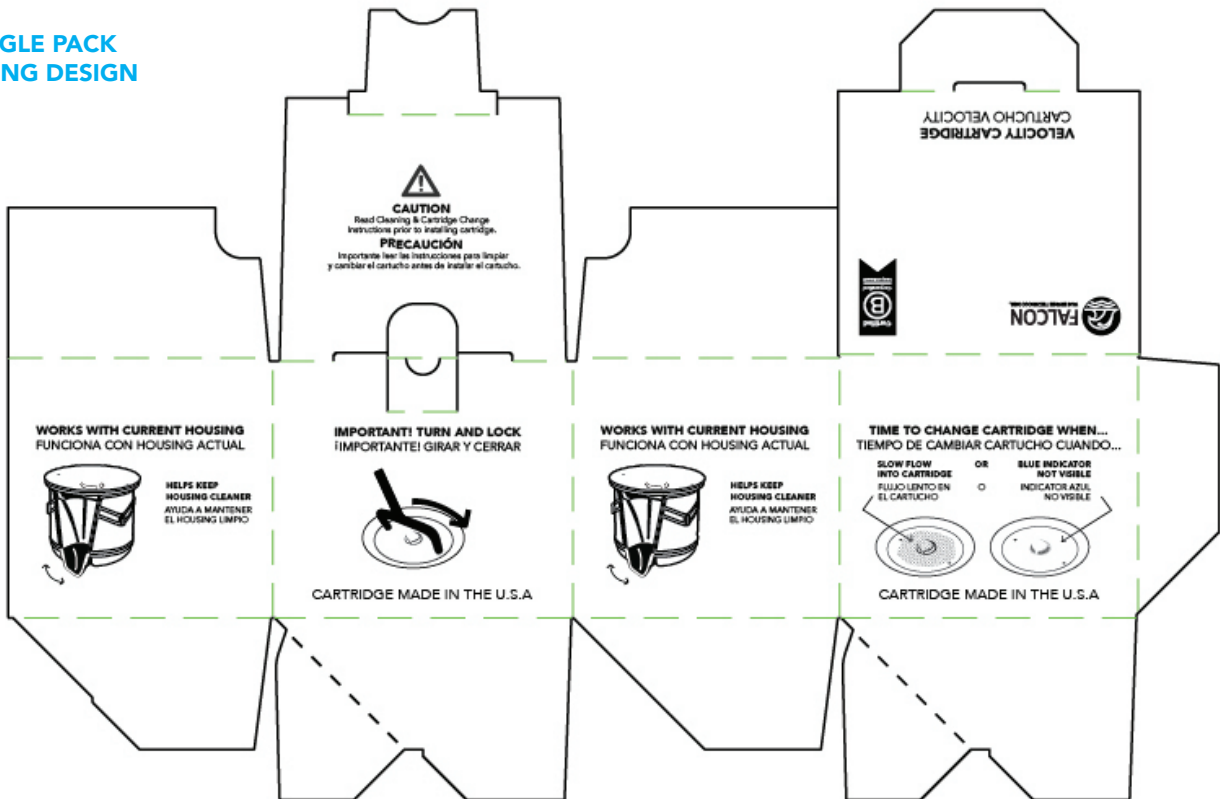 GLE PACK
NG DESIGN
VELOCITY CARTRIDGE
CARTUCHO VELOCITY
CAUTION
Read Cleaning & Cartridge Change
Instructions prior to installing cartridge.
PRECAUCIÓN
Importante leer las instrucciones para limpiar
y cambiar el cartucho antes de instalar el cartucho.
Certified
B
Corporation
FALCON
WORKS WITH CURRENT HOUSING
FUNCIONA CON HOUSING ACTUAL
HELPS KEEP
HOUSING CLEANER
AYUDA A MANTENER
EL HOUSING LIMPIO
IMPORTANT! TURN AND LOCK
¡IMPORTANTE! GIRAR Y CERRAR
CARTRIDGE MADE IN THE U.S.A
WORKS WITH CURRENT HOUSING
FUNCIONA CON HOUSING ACTUAL
HELPS KEEP
HOUSING CLEANER
AYUDA A MANTENER
EL HOUSING LIMPIO
TIME TO CHANGE CARTRIDGE WHEN...
TIEMPO DE CAMBIAR CARTUCHO CUANDO...
SLOW FLOW
INTO CARTRIDGE
FLUJO LENTO EN
EL CARTUCHO
OR
O
BLUE INDICATOR
NOT VISIBLE
INDICATOR AZUL
NO VISIBLE
CARTRIDGE MADE IN THE U.S.A